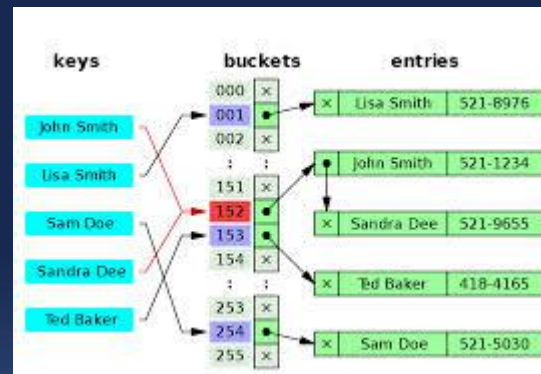 keys
buckets
entries
John Smith
Lisa Smith
Sam Doe
Sandra Dee
Ted Baker
000 ×
001
002 ×
: :
151 ×
152
153
154 ×
: :
253 ×
254
255 ×
× Lisa Smith 521-8976
John Smith 521-1234
× Sandra Dee 521-9655
× Ted Baker 418-4165
× Sam Doe 521-5030